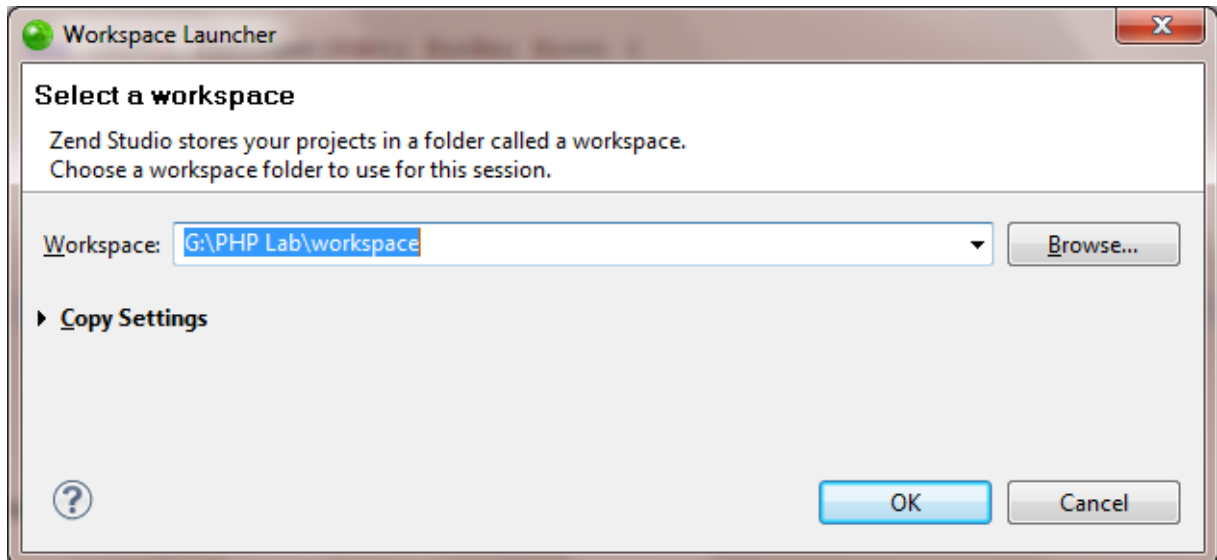 Workspace Launcher
Select a workspace
Zend Studio stores your projects in a folder called a workspace.
Choose a workspace folder to use for this session.
Workspace: G:\PHP Lab\workspace Browse...
Copy Settings
OK Cancel